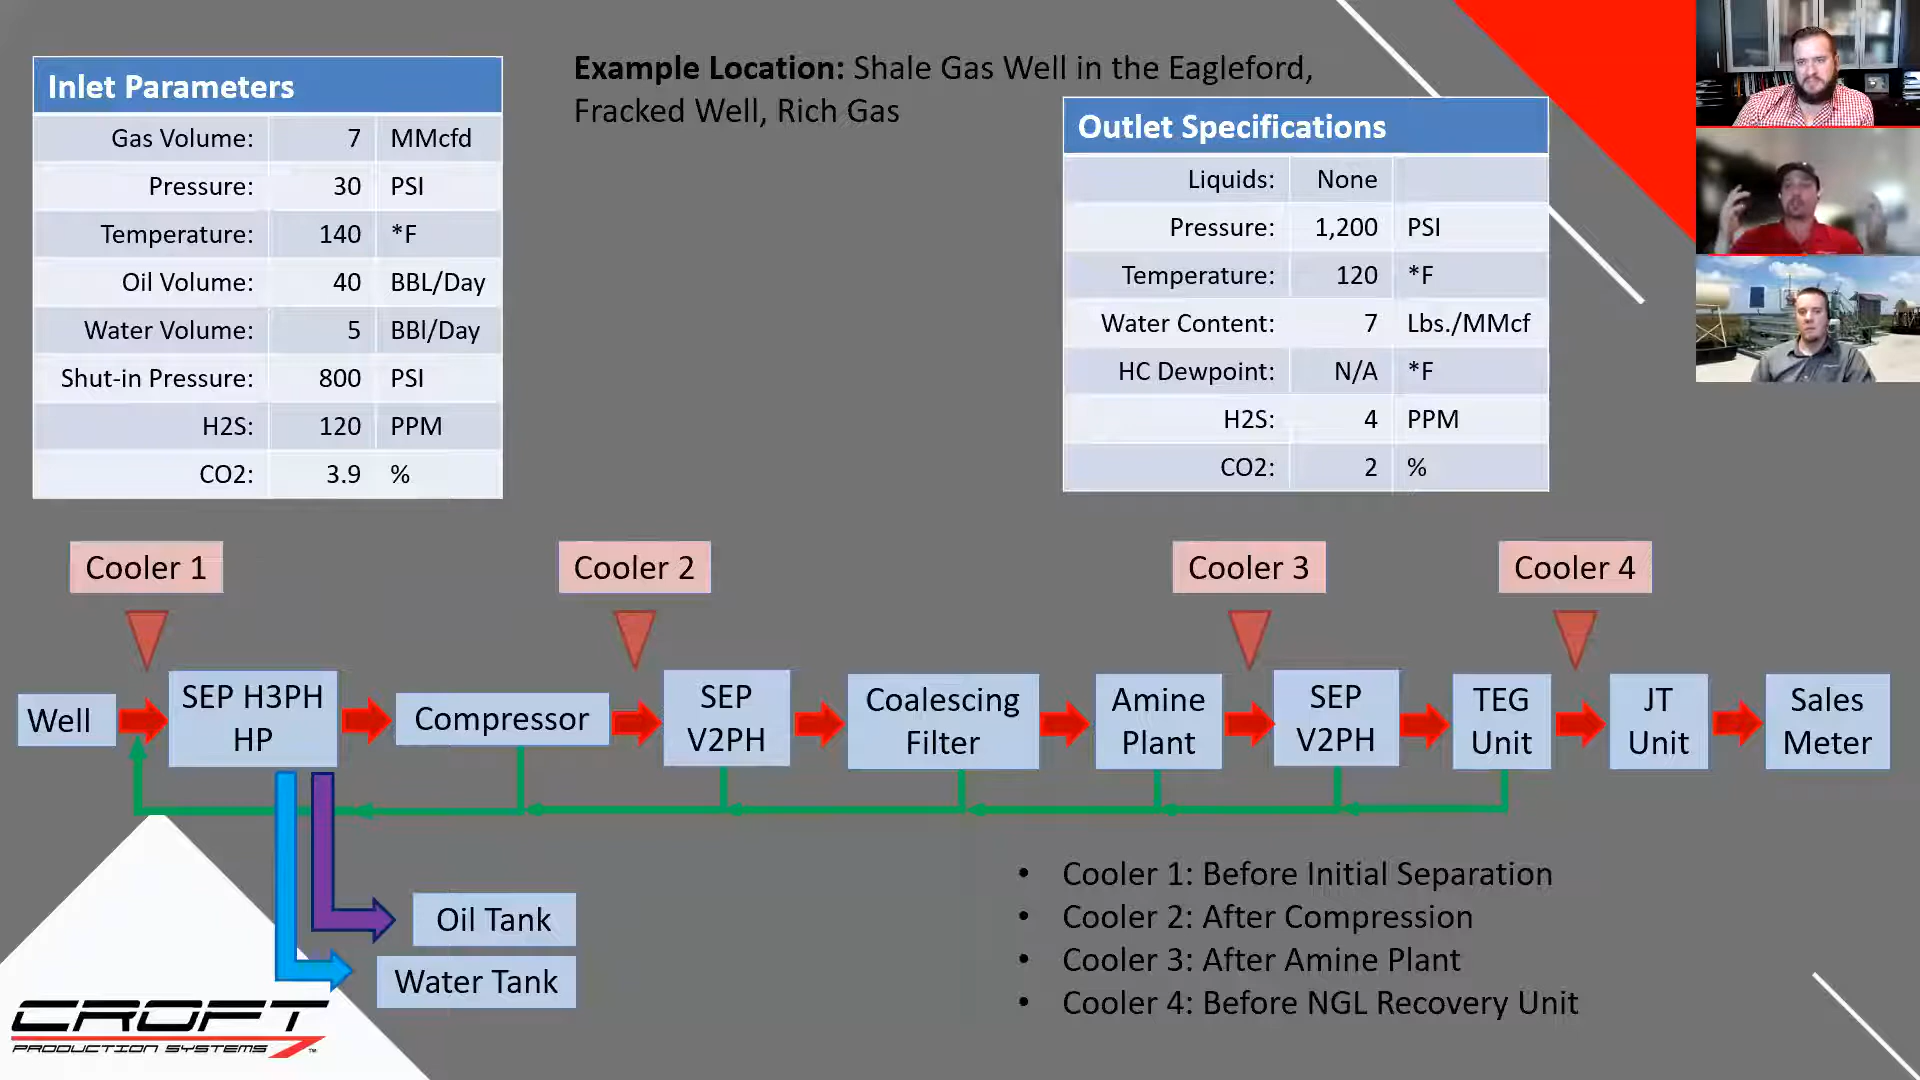 Example Location: Shale Gas Well in the Eagleford,
Fracked Well, Rich Gas
Inlet Parameters
Gas Volume: 7 MMcfd
Pressure: 30 PSI
Temperature: 140 *F
Oil Volume: 40 BBL/Day
Water Volume: 5 BBl/Day
Shut-in Pressure: 800 PSI
H2S: 120 PPM
CO2: 3.9 %
Outlet Specifications
Liquids: None
Pressure: 1,200 PSI
Temperature: 120 *F
Water Content: 7 Lbs./MMcf
HC Dewpoint: N/A *F
H2S: 4 PPM
CO2: 2 %
Cooler 1
Cooler 2
Cooler 3
Cooler 4
Well
SEP H3PH
HP
Compressor
SEP
V2PH
Coalescing
Filter
Amine
Plant
SEP
V2PH
TEG
Unit
JT
Unit
Sales
Meter
Oil Tank
Water Tank
• Cooler 1: Before Initial Separation
• Cooler 2: After Compression
• Cooler 3: After Amine Plant
• Cooler 4: Before NGL Recovery Unit
CROFT
PRODUCTION SYSTEMS™